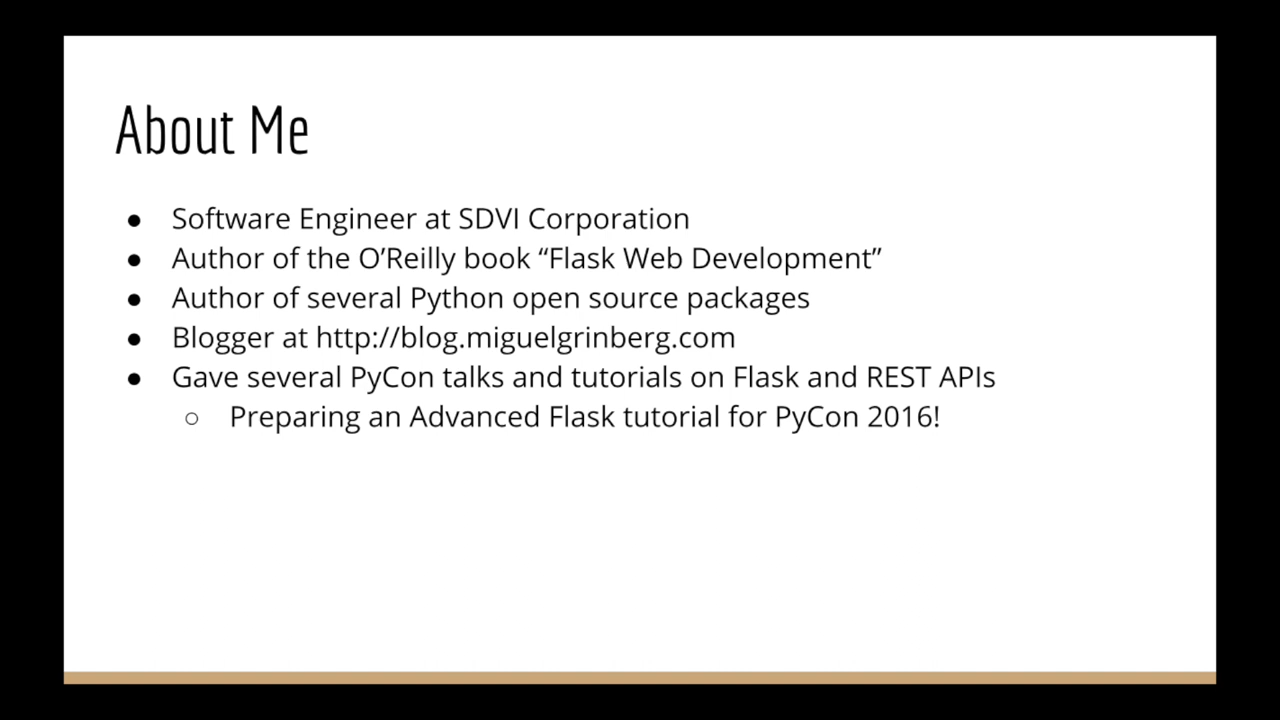 About Me
● Software Engineer at SDVI Corporation
● Author of the O’Reilly book “Flask Web Development”
● Author of several Python open source packages
● Blogger at http://blog.miguelgrinberg.com
● Gave several PyCon talks and tutorials on Flask and REST APIs
○ Preparing an Advanced Flask tutorial for PyCon 2016!